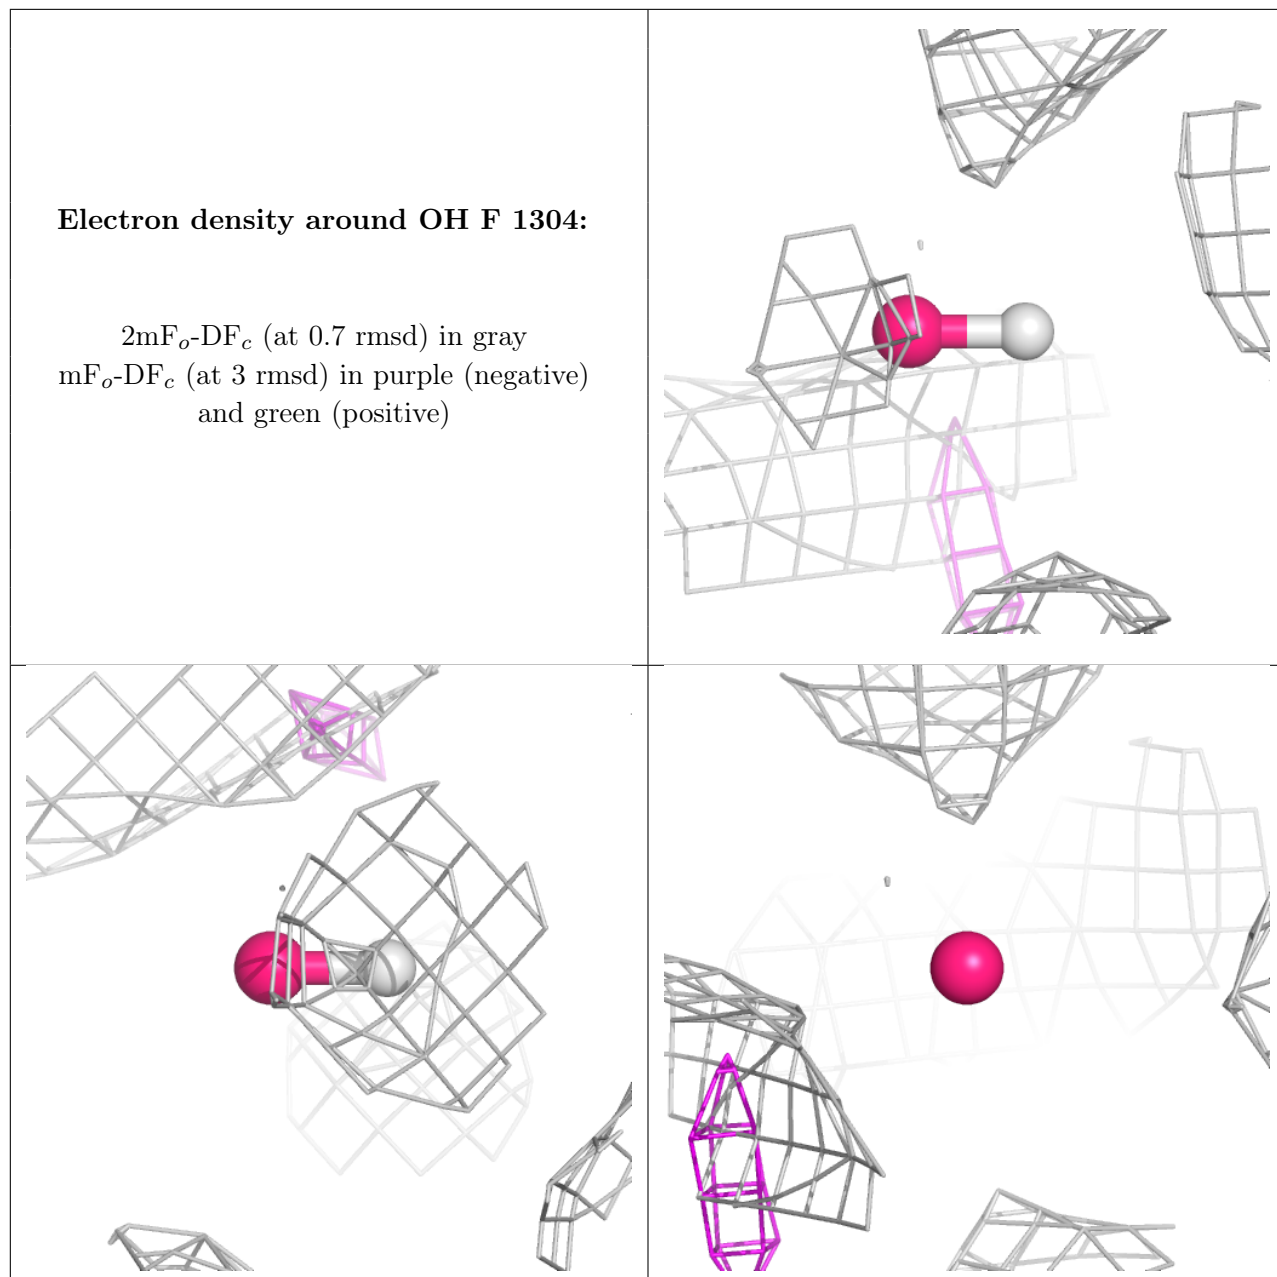 Electron density around OH F 1304:
2mFo-DFc (at 0.7 rmsd) in gray
mFo-DFc (at 3 rmsd) in purple (negative)
and green (positive)